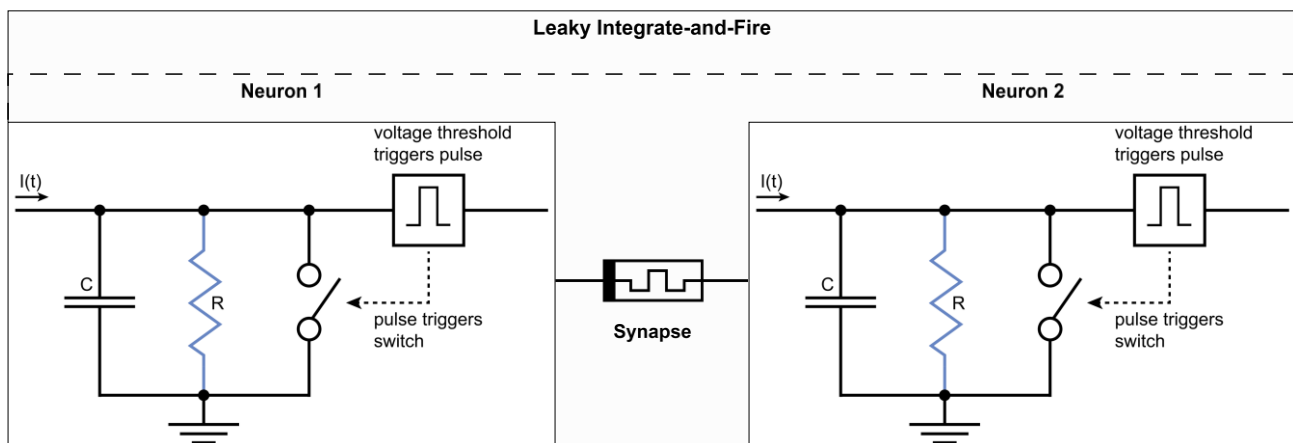 Leaky Integrate-and-Fire
Neuron 1
voltage threshold
triggers pulse
I(t)
C
R
pulse triggers
switch
Synapse
Neuron 2
voltage threshold
triggers pulse
I(t)
C
R
pulse triggers
switch